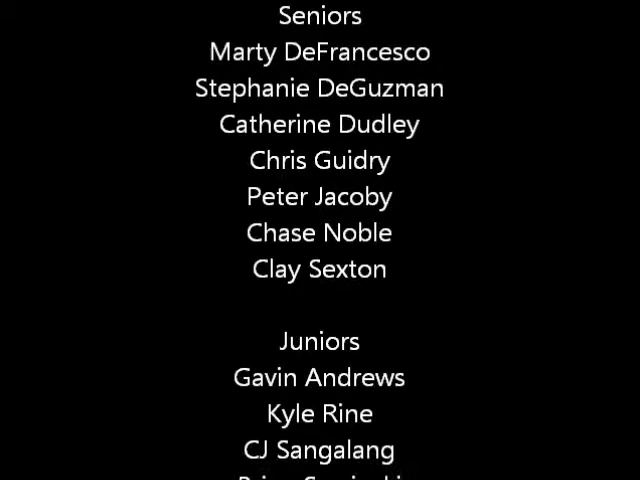 Seniors
Marty DeFrancesco
Stephanie DeGuzman
Catherine Dudley
Chris Guidry
Peter Jacoby
Chase Noble
Clay Sexton
Juniors
Gavin Andrews
Kyle Rine
CJ Sangalang